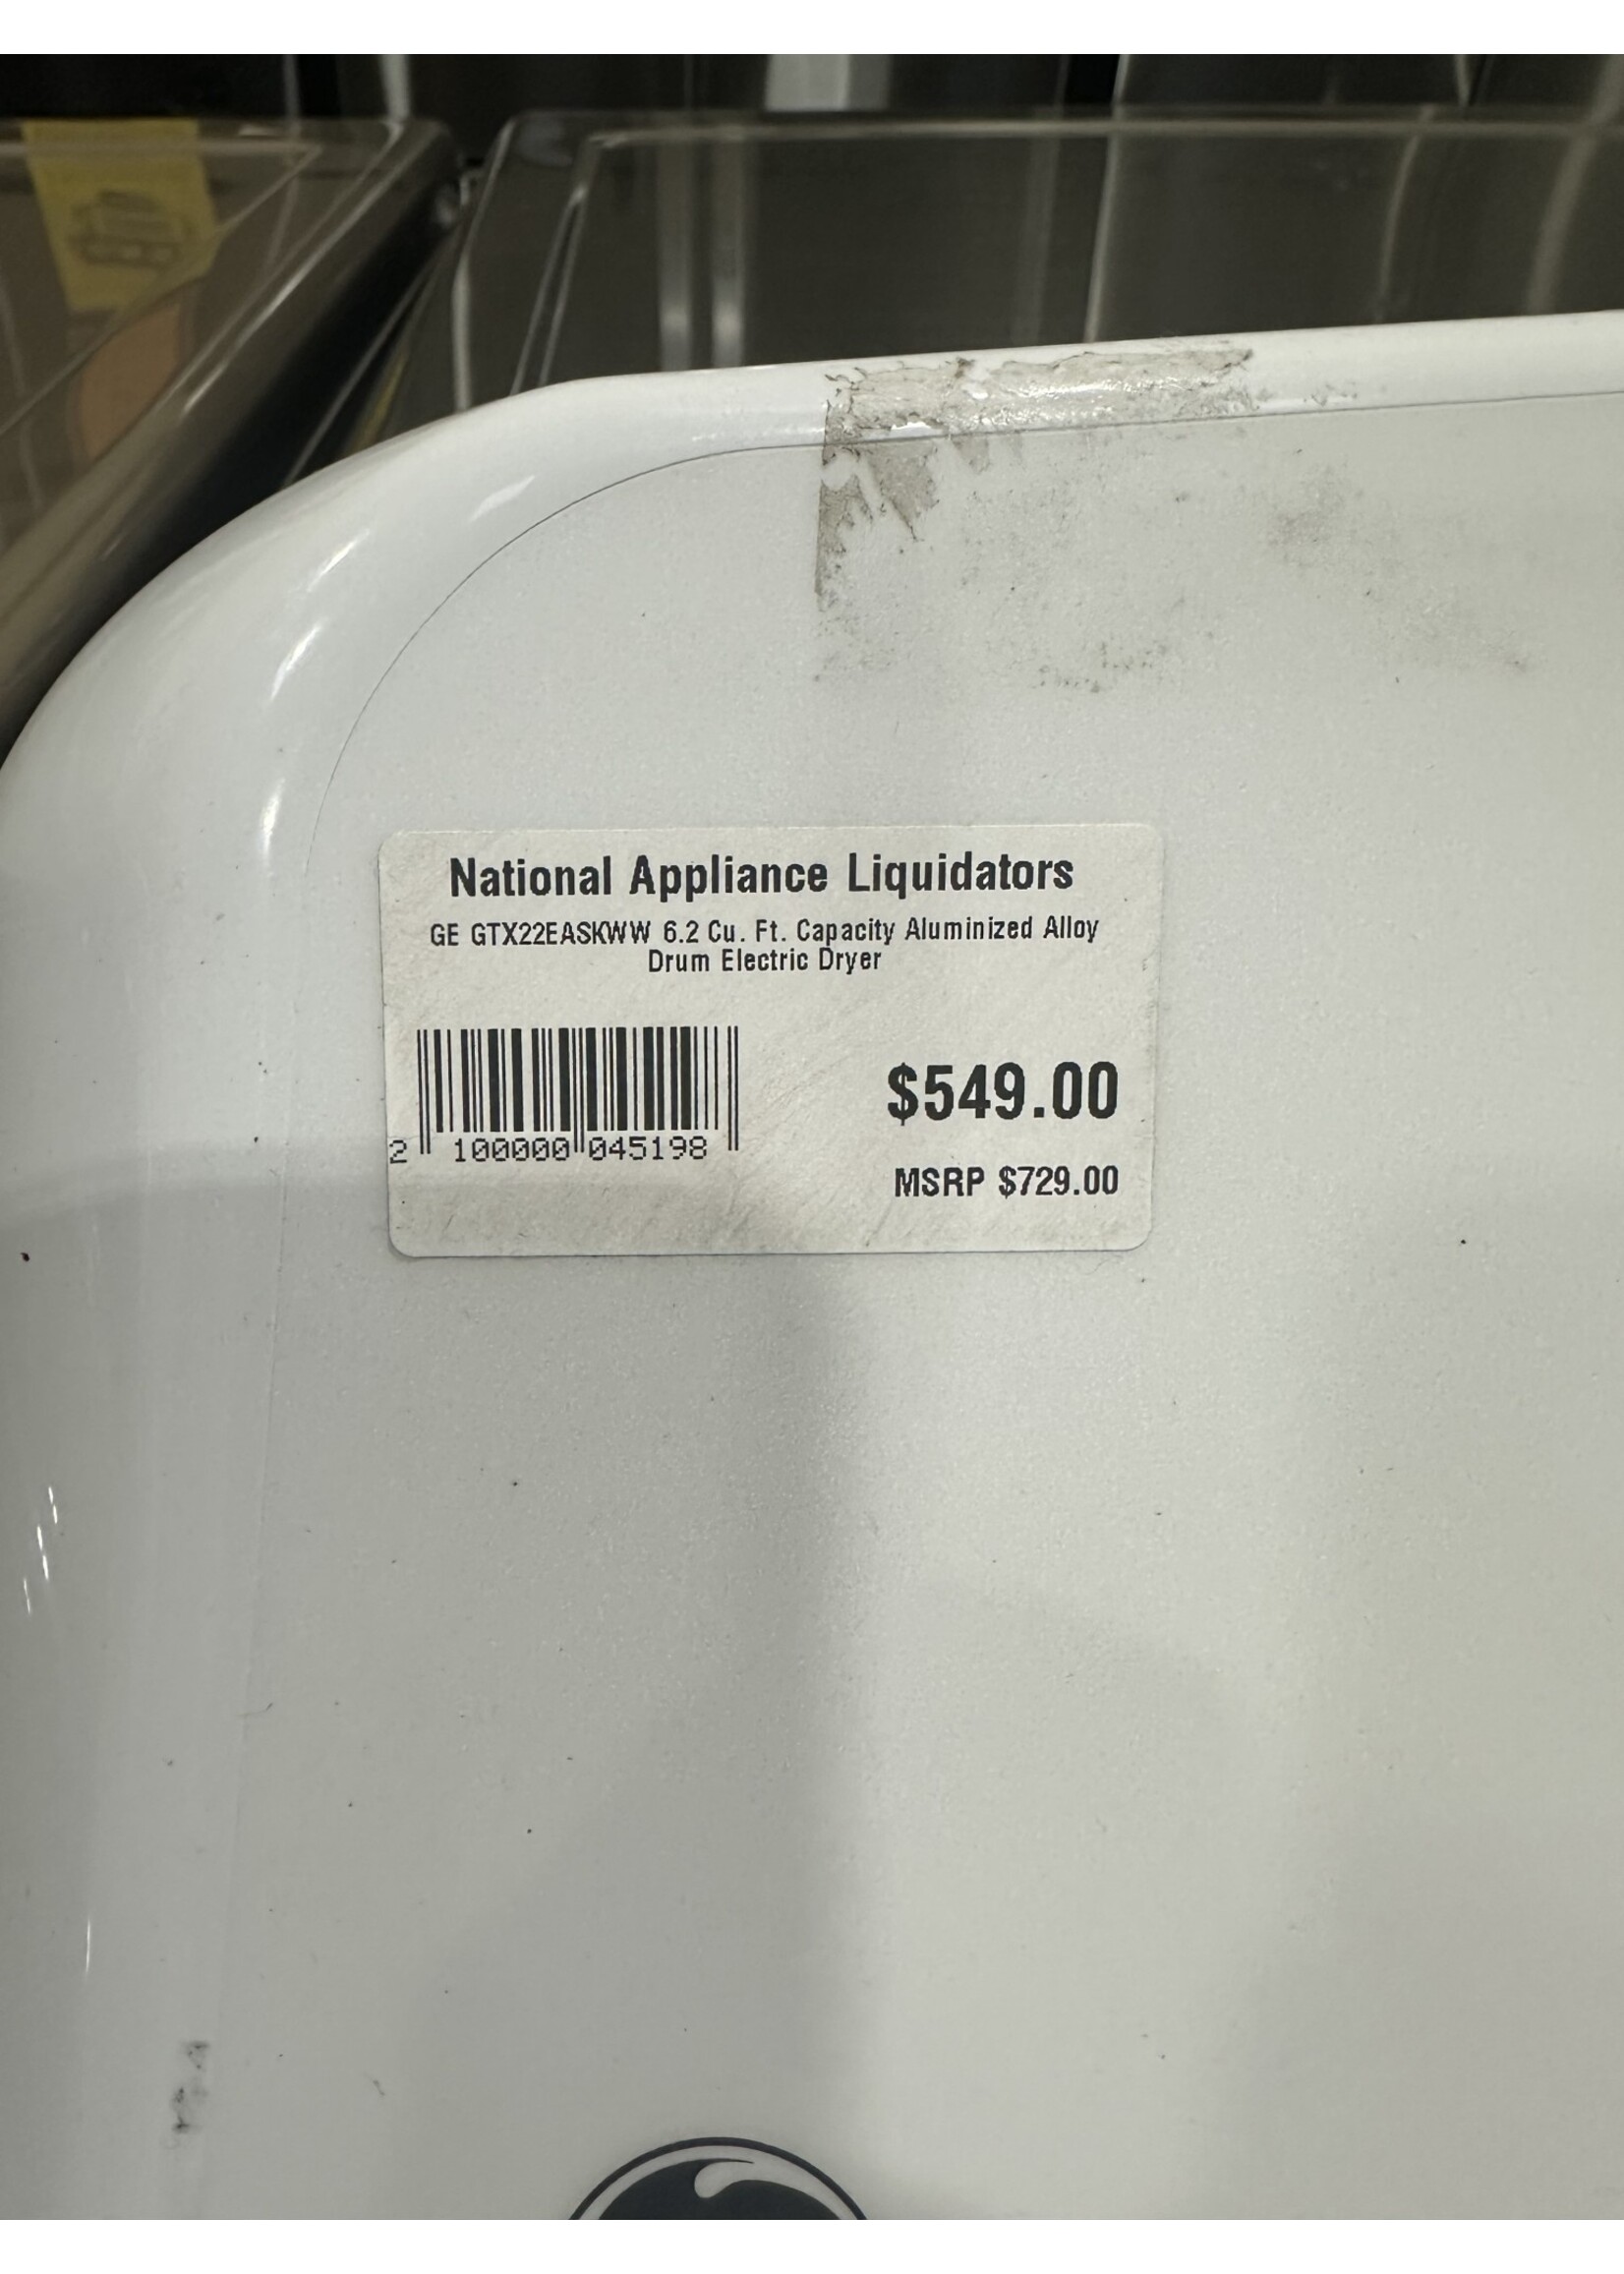 National Appliance Liquidators
GE GTX22EASKWW 6.2 Cu. Ft. Capacity Aluminized Alloy
Drum Electric Dryer
$549.00
2 100000 045198
MSRP $729.00